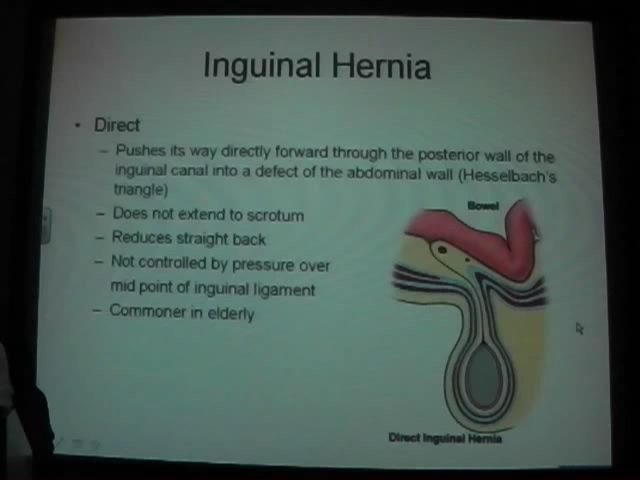 Inguinal Hernia
• Direct
– Pushes its way directly forward through the posterior wall of the
inguinal canal into a defect of the abdominal wall (Hesselbach's
triangle)
– Does not extend to scrotum
– Reduces straight back
– Not controlled by pressure over
mid point of inguinal ligament
– Commoner in elderly
Bowel
Direct Inguinal Hernia